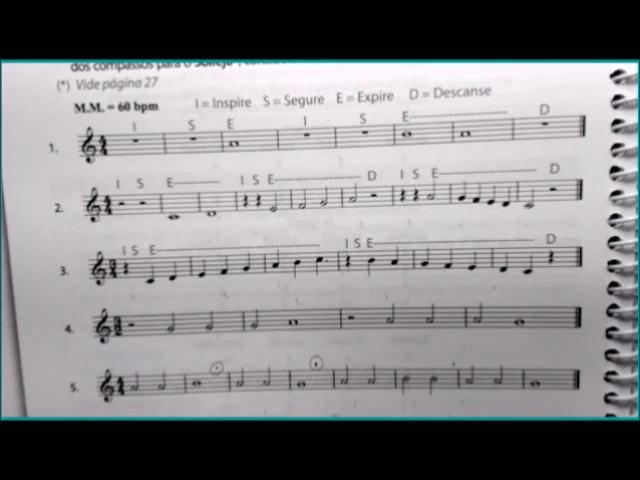 dos compassos para o Solfejo
(*) Vide página 27
M.M. = 60 bpm I = Inspire S = Segure E = Expire D = Descanse
I S E I S E D
1.
I S E I S E D I S E D
2.
I S E I S E D
3.
4.
5.